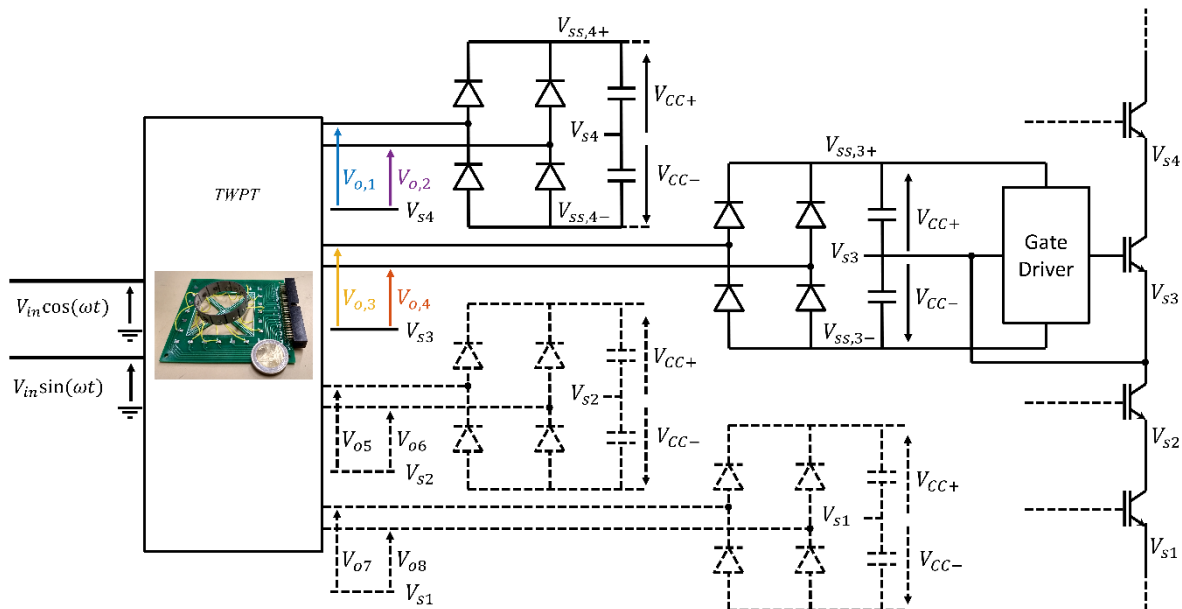 V_{ss,4+}
V_{CC+}
V_{s4}
V_{CC-}
V_{ss,4-}
TWPT
V_{o,1}
V_{o,2}
V_{s4}
V_{s4}
V_{ss,3+}
V_{CC+}
V_{s3}
V_{CC-}
V_{ss,3-}
Gate
Driver
V_{s3}
V_{in}cos(ωt)
V_{in}sin(ωt)
V_{o,3}
V_{o,4}
V_{s3}
V_{CC+}
V_{s2}
V_{CC-}
V_{o5}
V_{o6}
V_{s2}
V_{s2}
V_{CC+}
V_{s1}
V_{CC-}
V_{s1}
V_{o7}
V_{o8}
V_{s1}